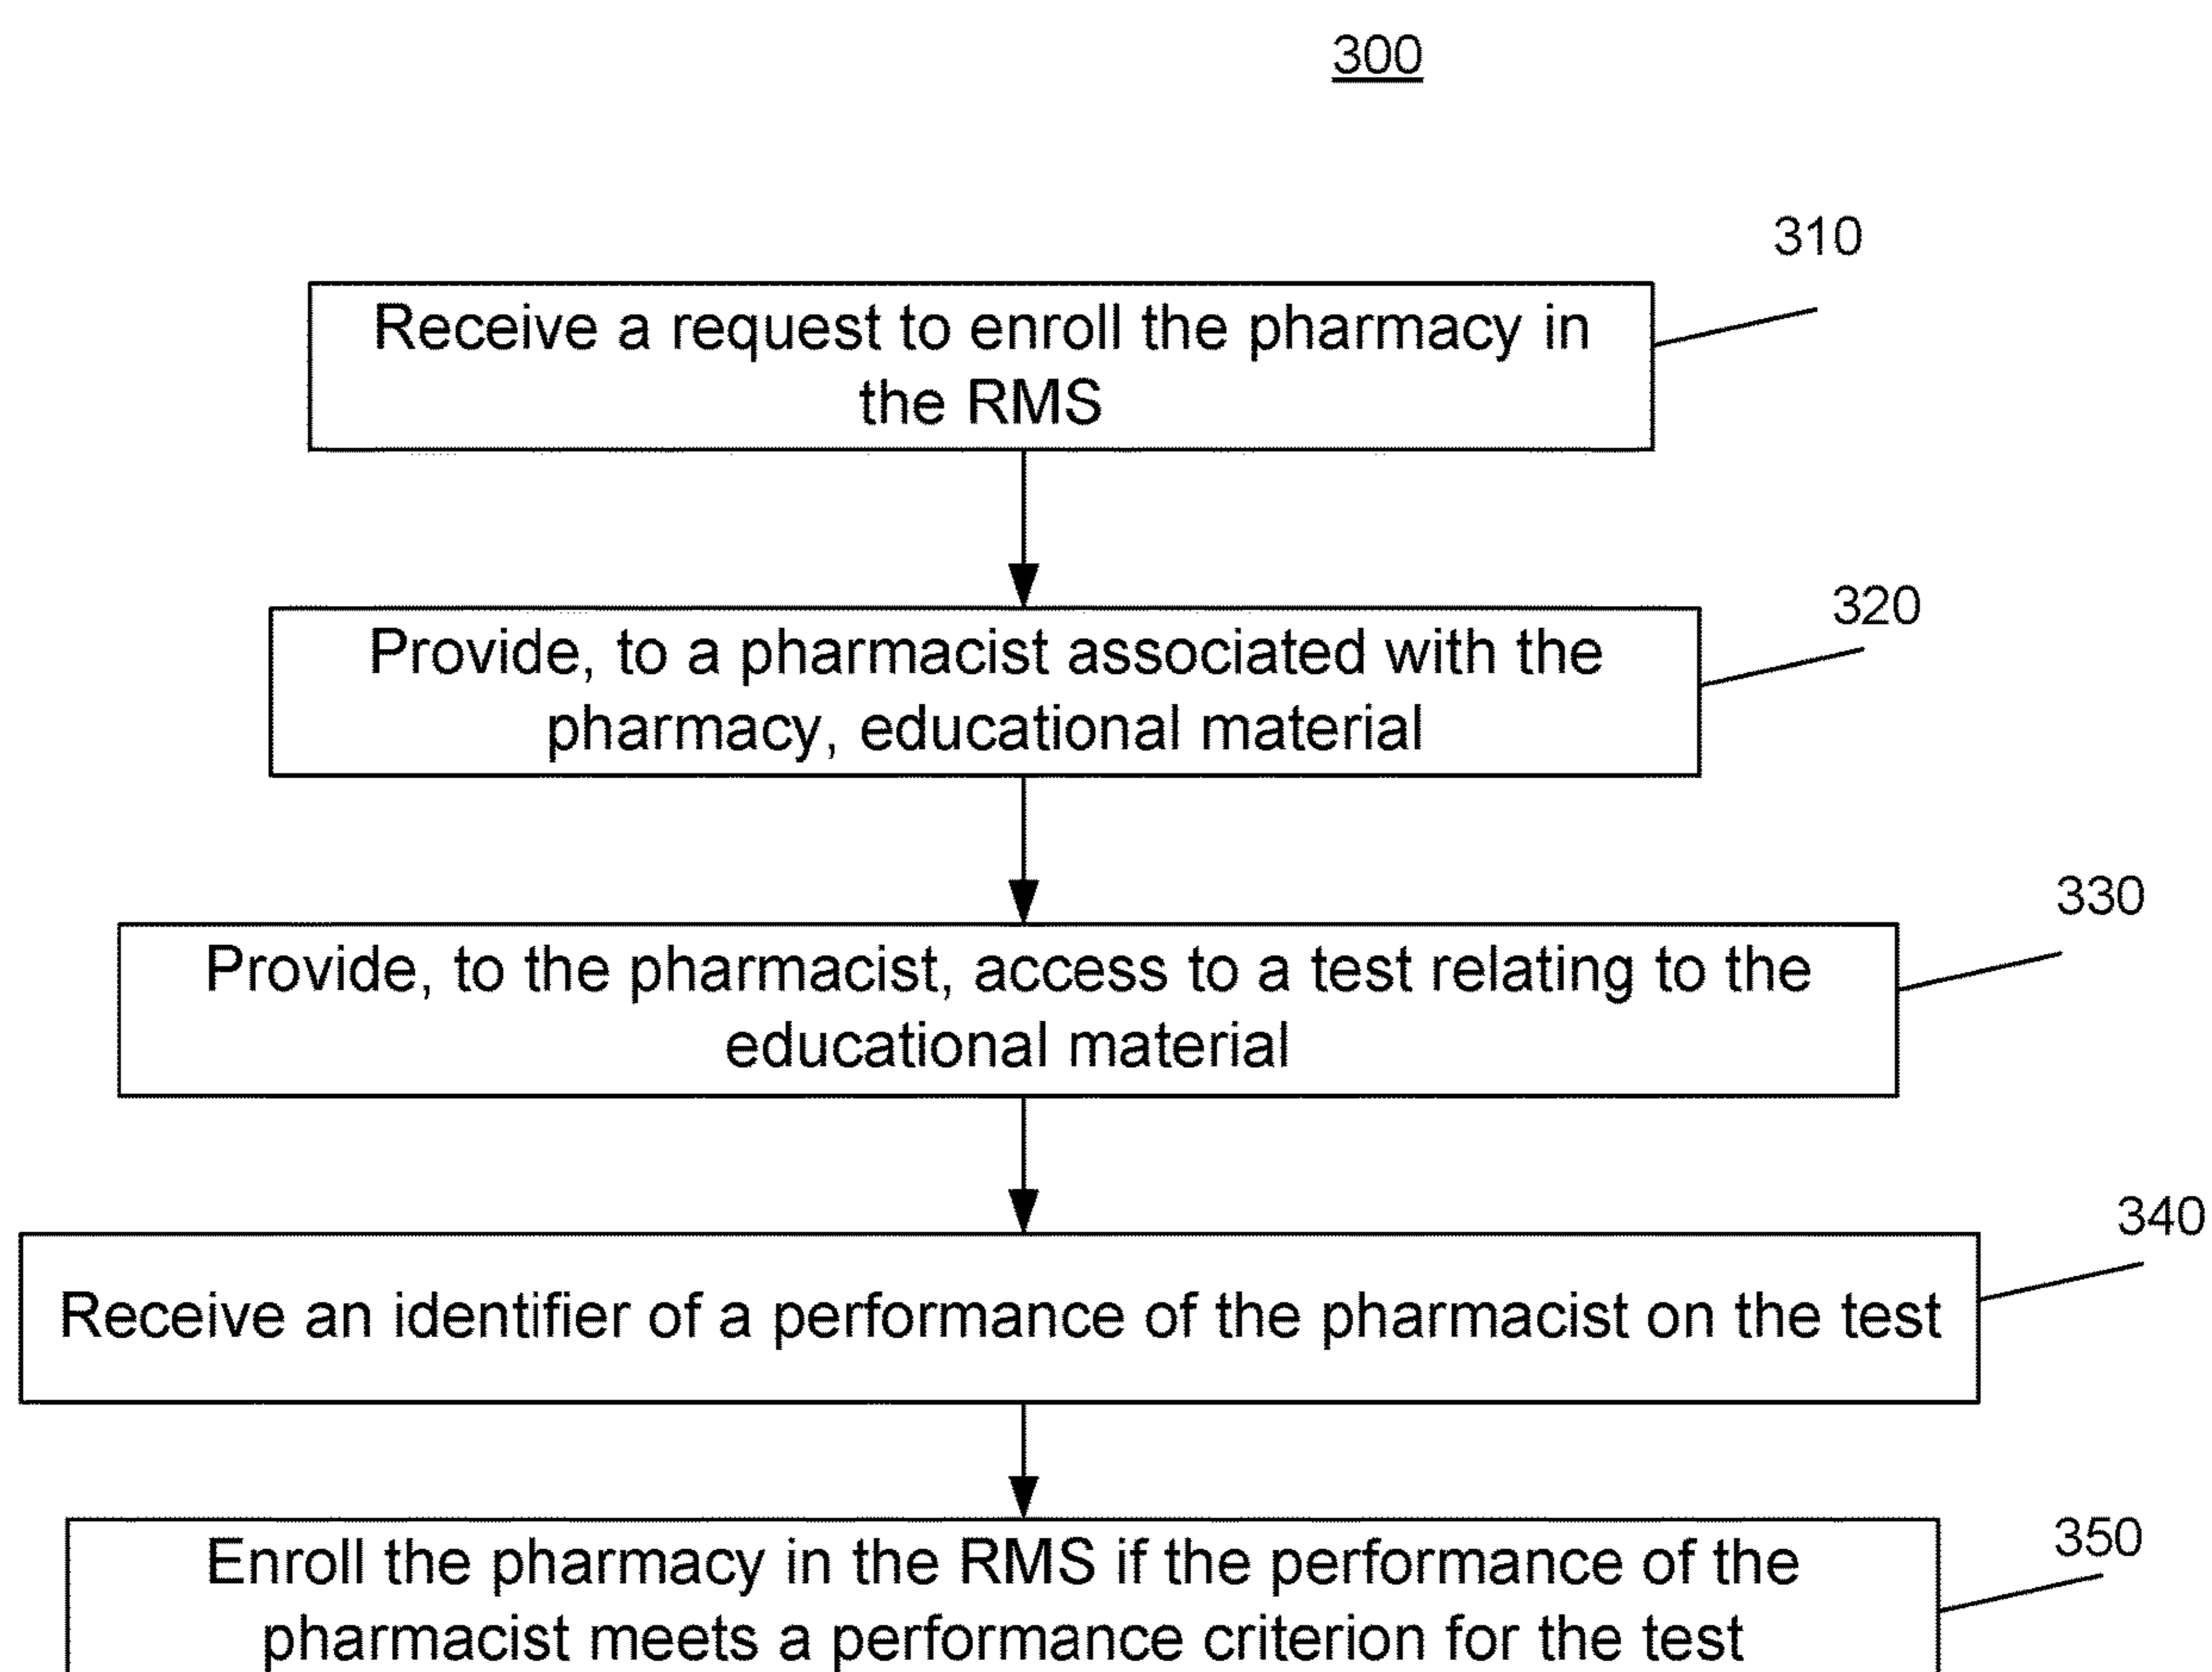 300
310
Receive a request to enroll the pharmacy in
the RMS
320
Provide, to a pharmacist associated with the
pharmacy, educational material
330
Provide, to the pharmacist, access to a test relating to the
educational material
340
Receive an identifier of a performance of the pharmacist on the test
350
Enroll the pharmacy in the RMS if the performance of the
pharmacist meets a performance criterion for the test